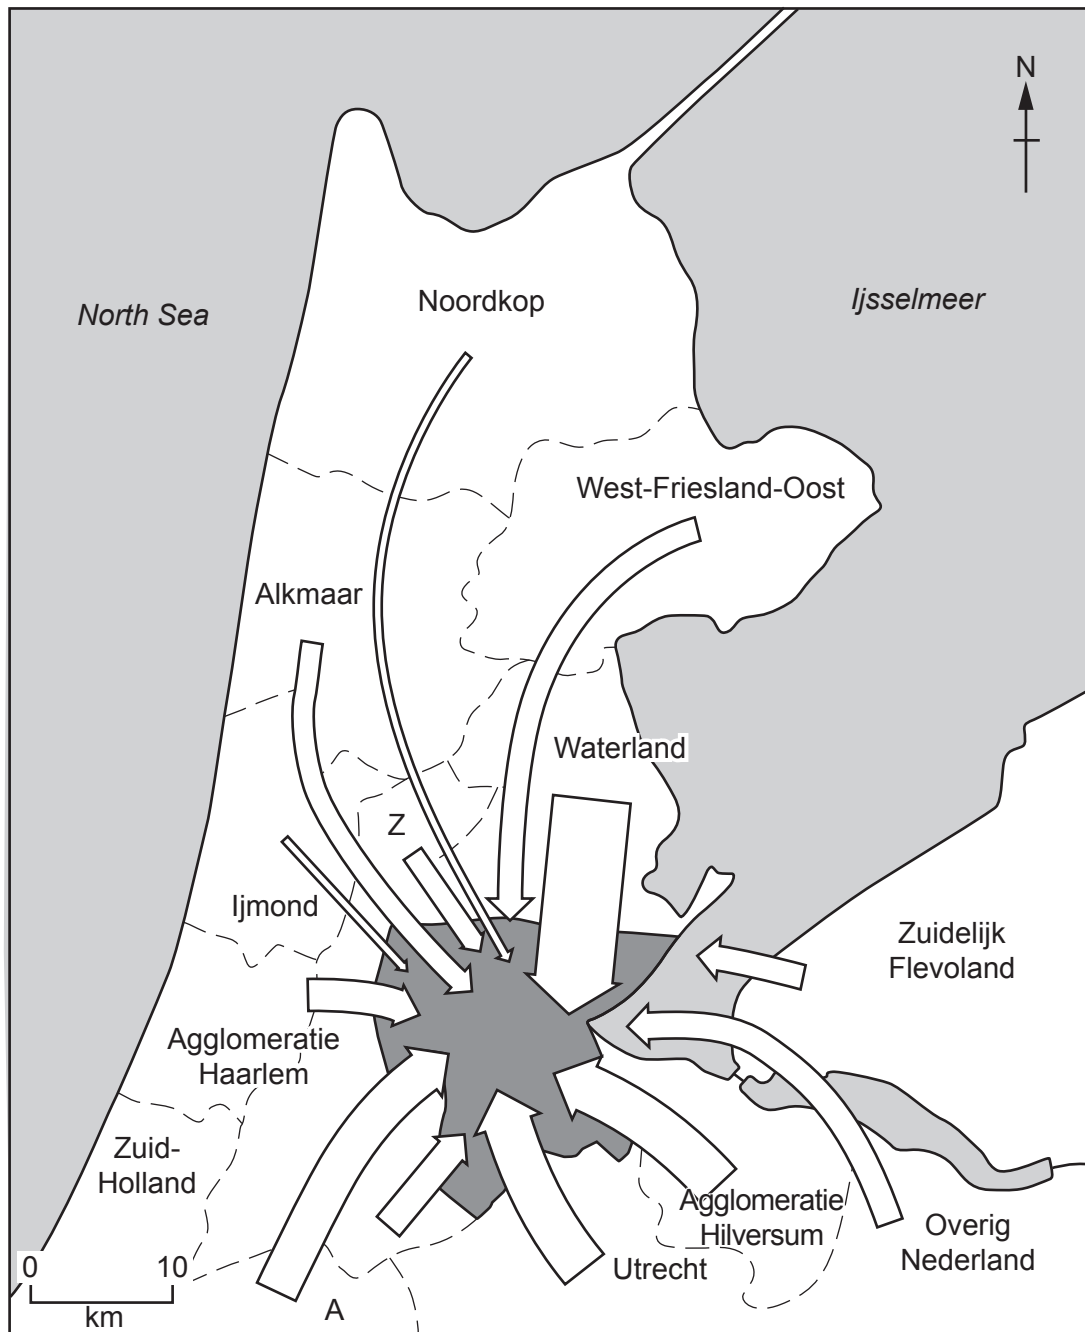 N
North Sea
Noordkop
Ijsselmeer
West-Friesland-Oost
Alkmaar
Waterland
Z
Ijmond
Zuidelijk
Flevoland
Agglomeratie
Haarlem
Zuid-
Holland
Agglomeratie
Hilversum
Overig
Nederland
Utrecht
0 10
km
A